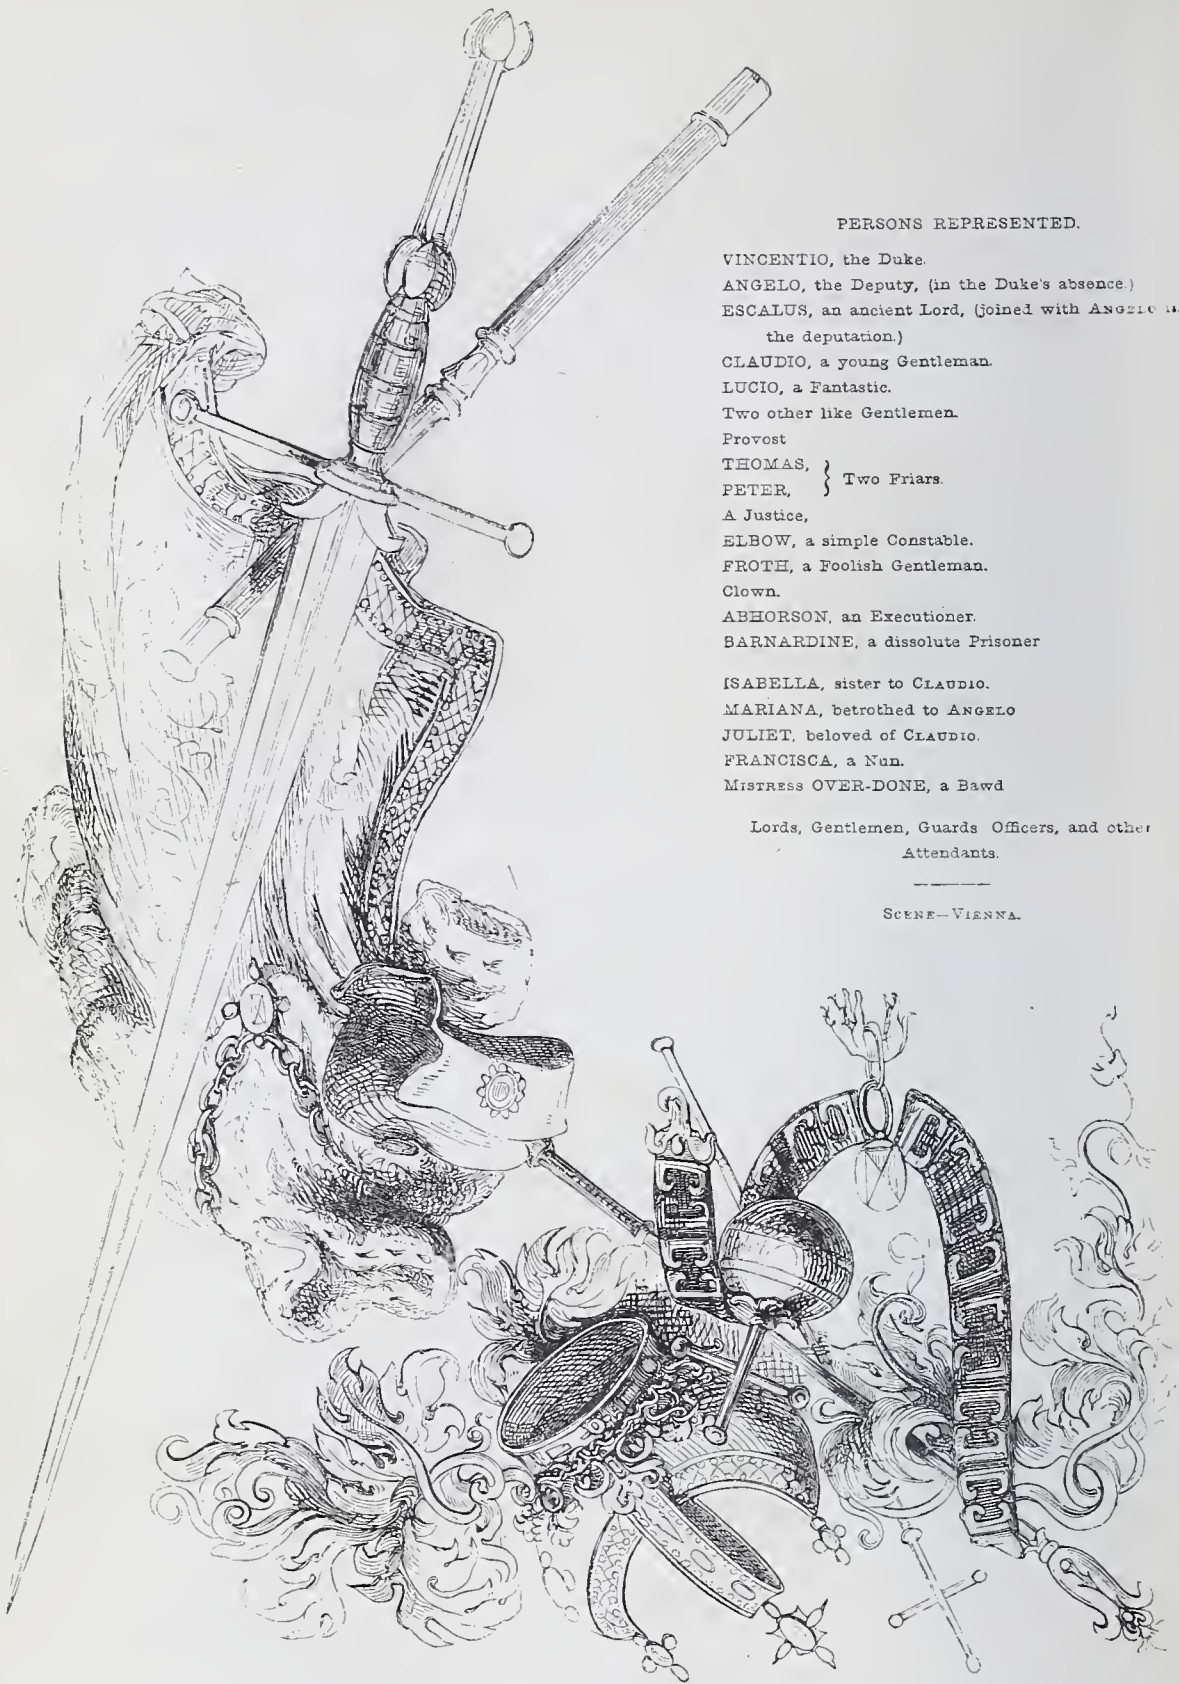 PERSONS REPRESENTED.
VINCENTIO, the Duke.
ANGELO, the Deputy, (in the Duke's absence.)
ESCALUS, an ancient Lord, (joined with ANGELO
the deputation.)
CLAUDIO, a young Gentleman.
LUCIO, a Fantastic.
Two other like Gentlemen.
Provost
THOMAS,
PETER,
} Two Friars.
A Justice,
ELBOW, a simple Constable.
FROTH, a Foolish Gentleman.
Clown.
ABHORSON, an Executioner.
BARNARDINE, a dissolute Prisoner
ISABELLA, sister to CLAUDIO.
MARIANA, betrothed to ANGELO
JULIET, beloved of CLAUDIO.
FRANCISCA, a Nun.
MISTRESS OVER-DONE, a Bawd
Lords, Gentlemen, Guards Officers, and other
Attendants.
SCENE—VIENNA.